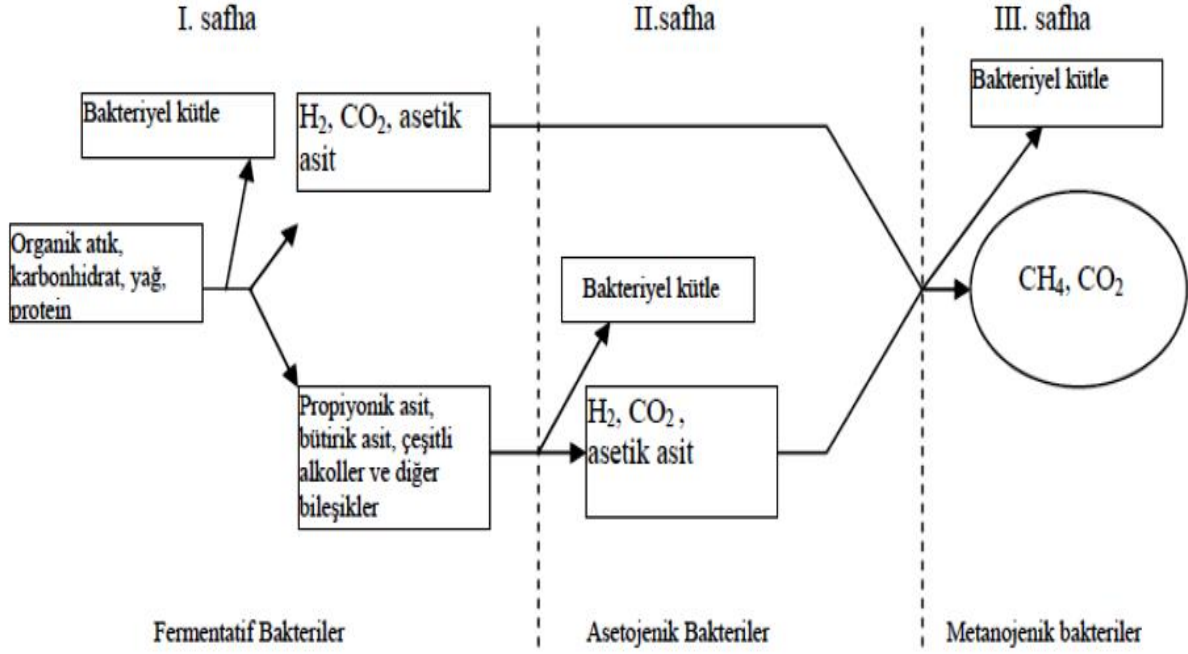 I. safha
II.safha
III. safha
Bakteriyel kütle
H₂, CO₂, asetik
asit
Bakteriyel kütle
Organik atık,
karbonhidrat, yağ,
protein
Bakteriyel kütle
CH₄, CO₂
Propiyonik asit,
bütirik asit, çeşitli
alkoller ve diğer
bileşikler
H₂, CO₂ ,
asetik asit
Fermentatif Bakteriler
Asetojenik Bakteriler
Metanojenik bakteriler